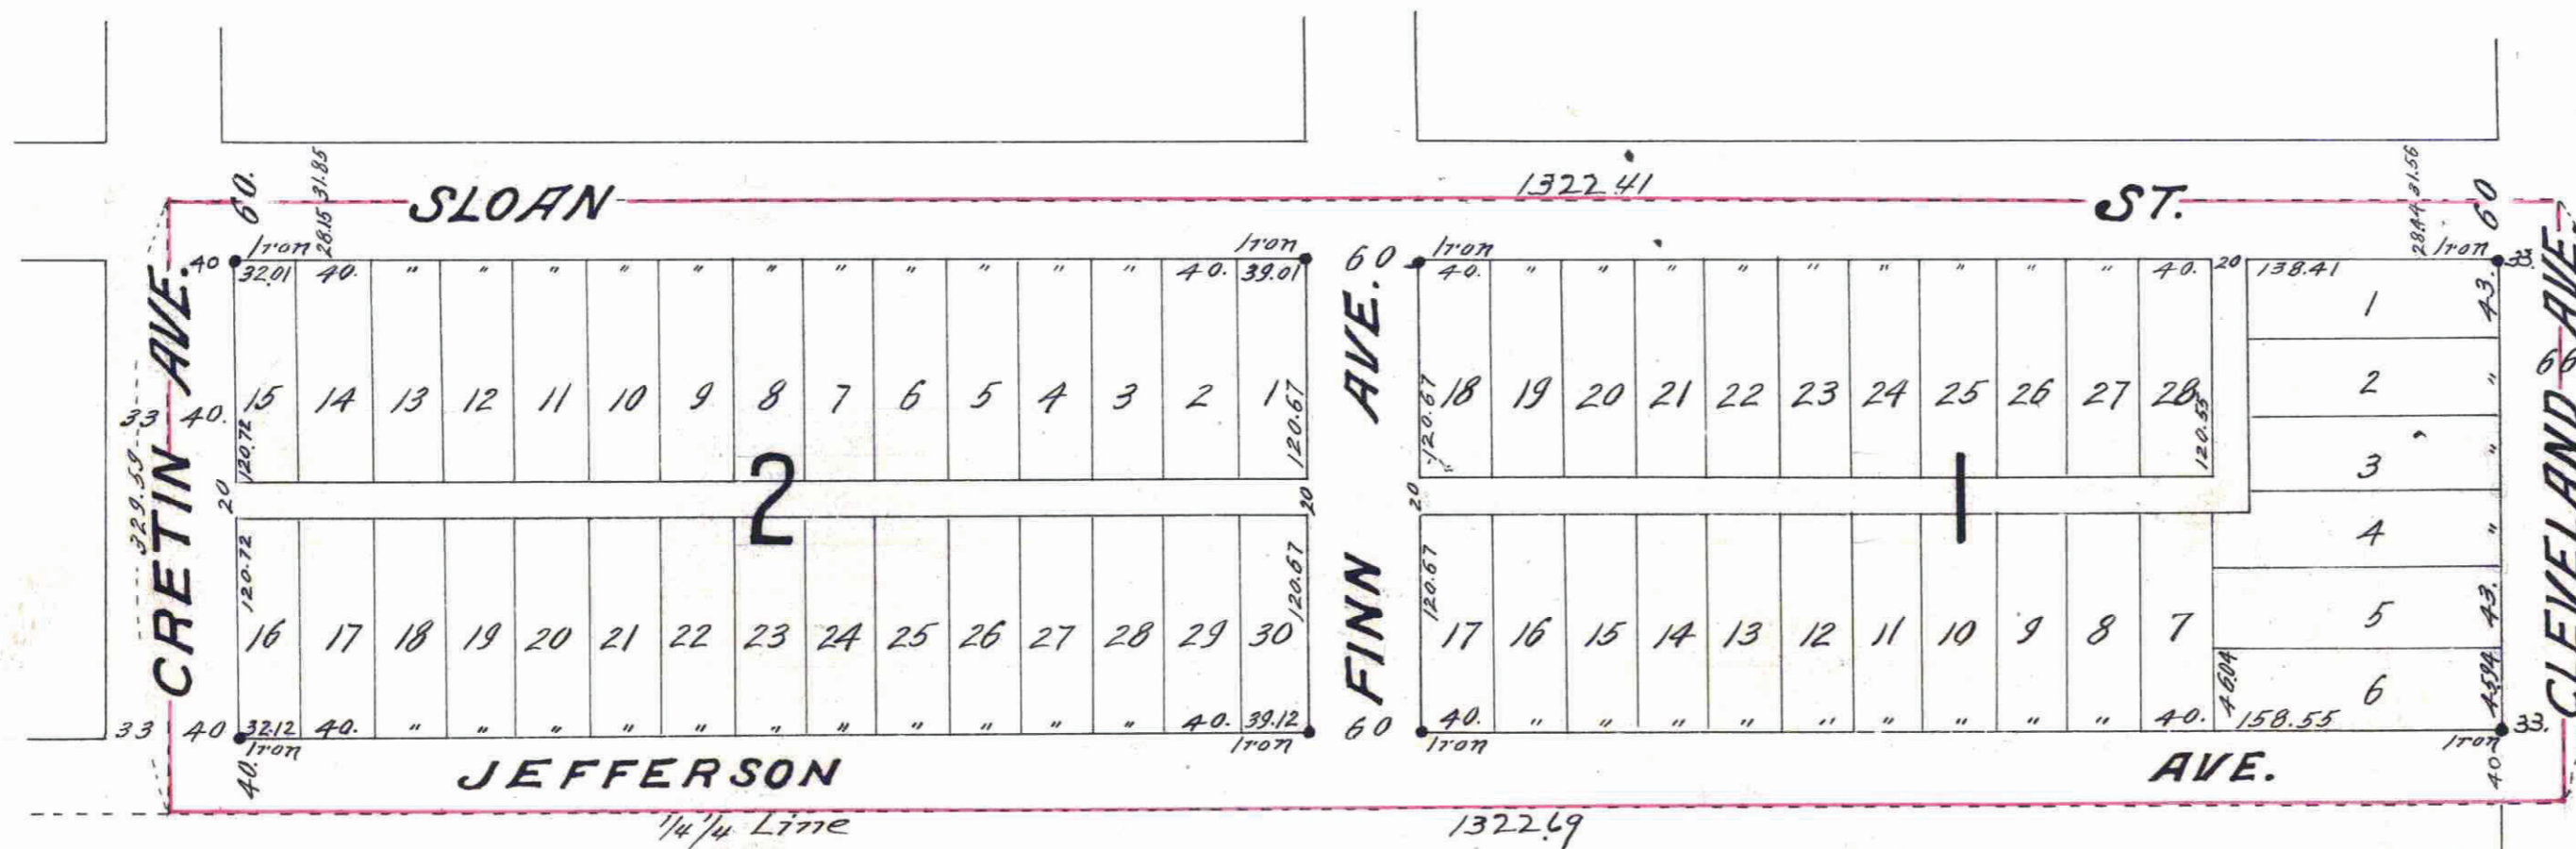 SLOAN ST.
1322.41
60.
28.15 31.85
28.44 31.56
60
40 Iron Iron 60 Iron Iron 33.
32.01 40. " " " " " " " " " " " 40. 39.01
40. " " " " " " " " " 40. 20 138.41
15 14 13 12 11 10 9 8 7 6 5 4 3 2 1
18 19 20 21 22 23 24 25 26 27 28
120.72 120.67 120.67 120.55
33 40.
329.59
CRETIN AVE.
FINN AVE.
CLEVELAND AVE.
66
1 43.
2 "
3 "
4 "
5 43.
6 45.94
46.04
158.55
20 2 20 20 1
120.72 120.67 120.67
16 17 18 19 20 21 22 23 24 25 26 27 28 29 30
17 16 15 14 13 12 11 10 9 8 7
33 40 32.12 40. " " " " " " " " " " " 40. 39.12 60 40. " " " " " " " " " 40. 33.
Iron Iron Iron Iron
40. 40
JEFFERSON AVE.
1/4 1/4 Line 1322.69